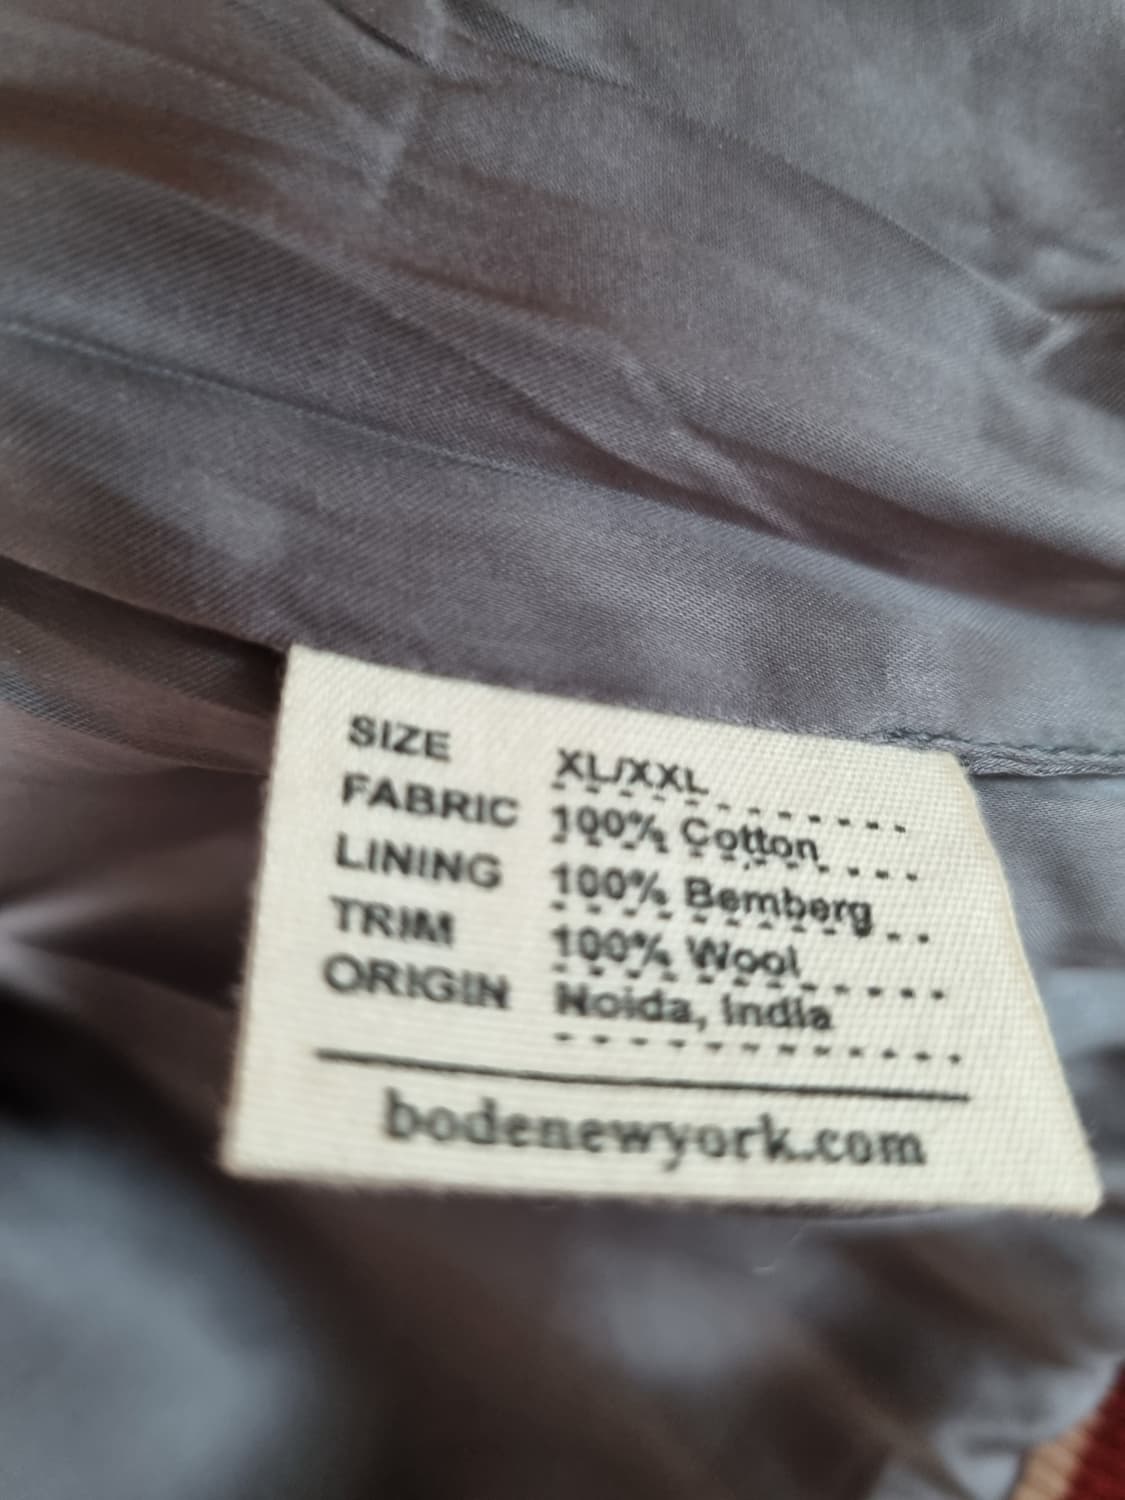 SIZE XL/XXL
FABRIC 100% Cotton
LINING 100% Bemberg
TRIM 100% Wool
ORIGIN Noida, India
bodenewyork.com